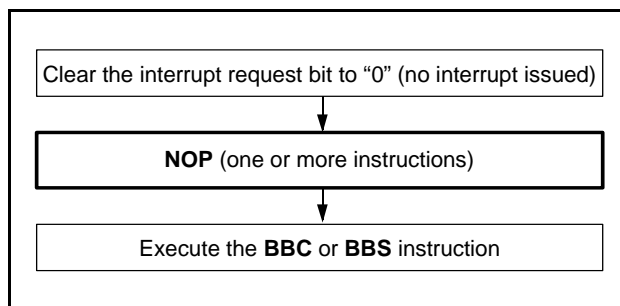 Clear the interrupt request bit to “0” (no interrupt issued)
NOP (one or more instructions)
Execute the BBC or BBS instruction